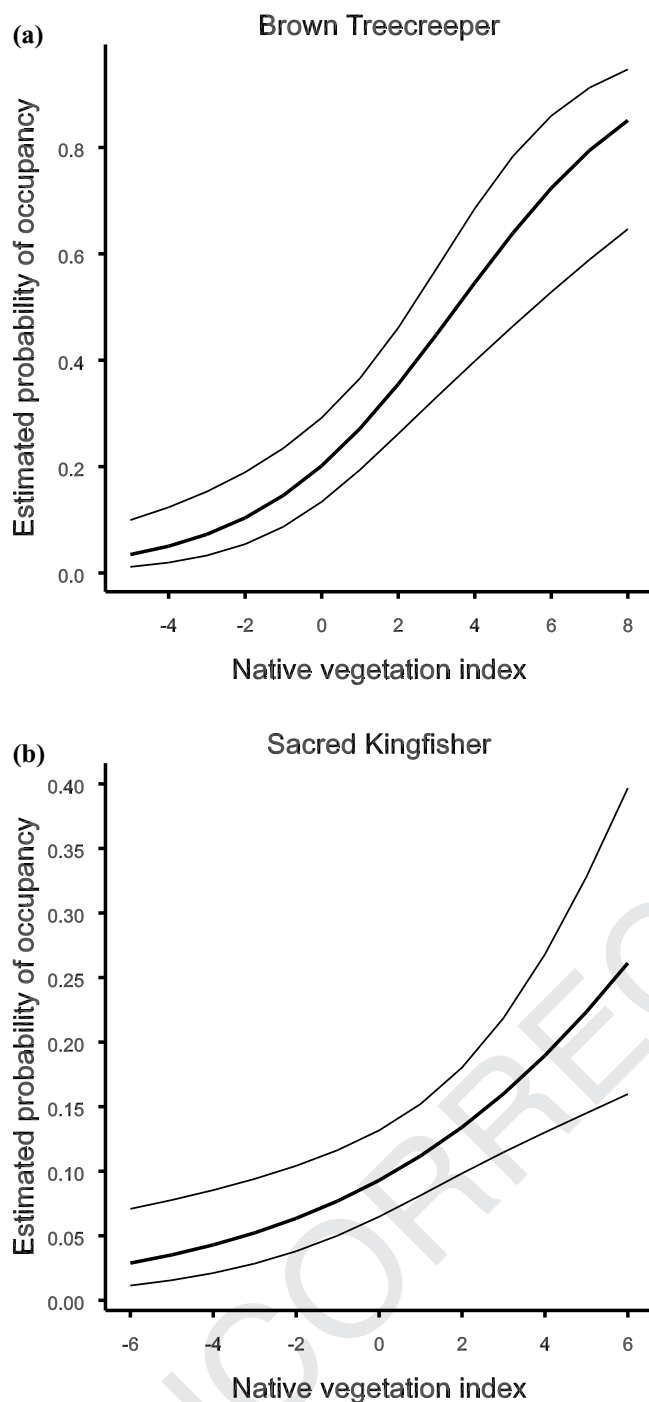 (a)
Brown Treecreeper
Estimated probability of occupancy
0.8
0.6
0.4
0.2
0.0
-4 -2 0 2 4 6 8
Native vegetation index
(b)
Sacred Kingfisher
Estimated probability of occupancy
0.40
0.35
0.30
0.25
0.20
0.15
0.10
0.05
0.00
-6 -4 -2 0 2 4 6
Native vegetation index
NCORREC